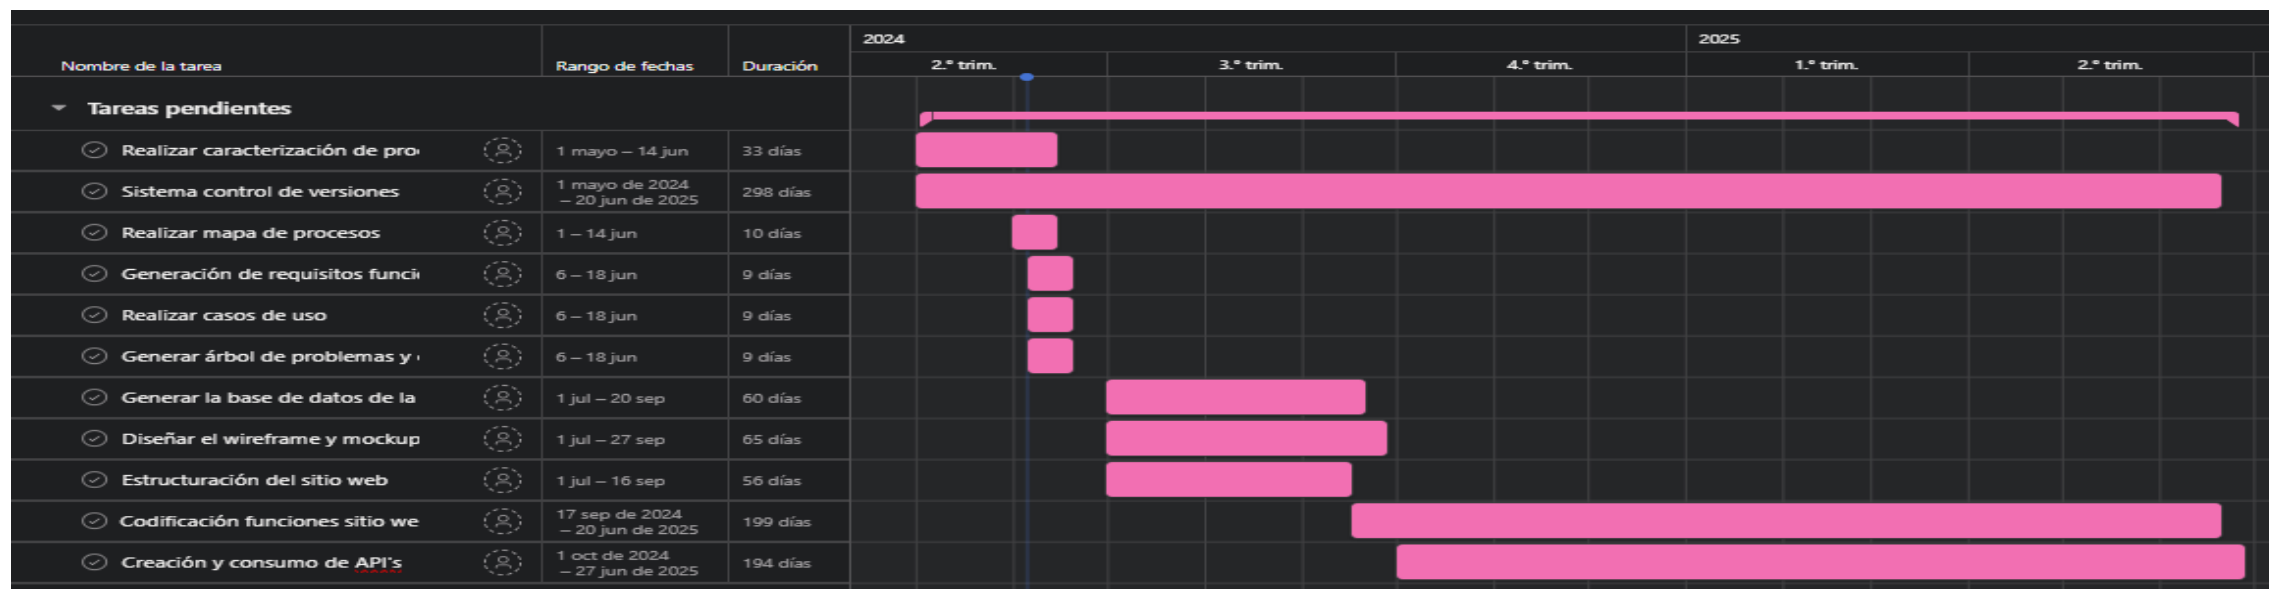 2024
2025
Nombre de la tarea
Rango de fechas
Duración
2.º trim.
3.º trim.
4.º trim.
1.º trim.
2.º trim.
Tareas pendientes
Realizar caracterización de pro
1 mayo – 14 jun
33 días
Sistema control de versiones
1 mayo de 2024
– 20 jun de 2025
298 días
Realizar mapa de procesos
1 – 14 jun
10 días
Generación de requisitos funci
6 – 18 jun
9 días
Realizar casos de uso
6 – 18 jun
9 días
Generar árbol de problemas y
6 – 18 jun
9 días
Generar la base de datos de la
1 jul – 20 sep
60 días
Diseñar el wireframe y mockup
1 jul – 27 sep
65 días
Estructuración del sitio web
1 jul – 16 sep
56 días
Codificación funciones sitio we
17 sep de 2024
– 20 jun de 2025
199 días
Creación y consumo de API's
1 oct de 2024
– 27 jun de 2025
194 días